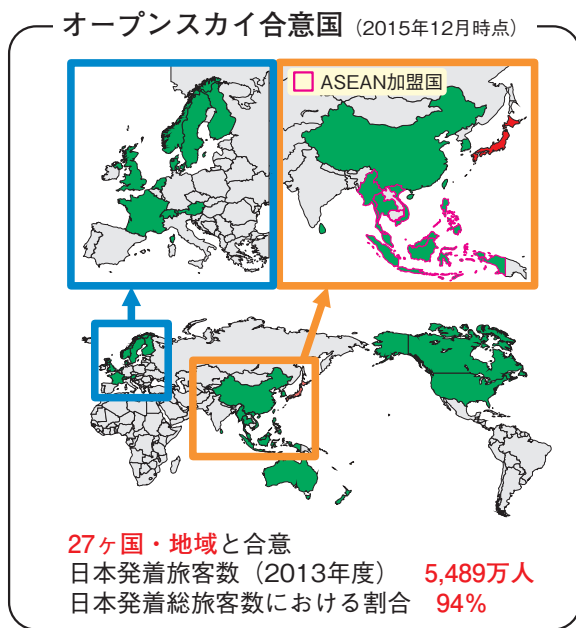 オープンスカイ合意国（2015年12月時点）
ASEAN加盟国
27ヶ国・地域と合意
日本発着旅客数（2013年度） 5,489万人
日本発着総旅客数における割合 94%